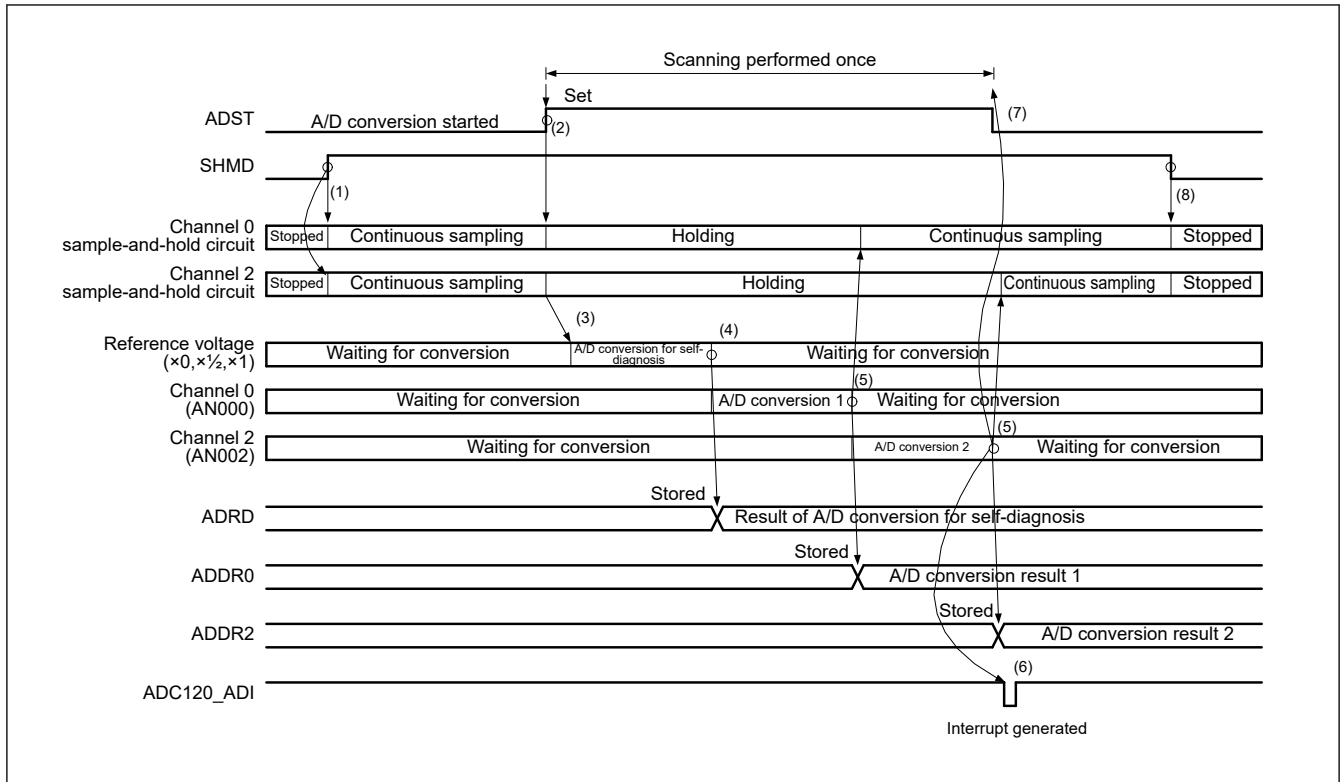 Scanning performed once
Set
ADST
A/D conversion started
(2)
(7)
SHMD
(1)
(8)
Channel 0
sample-and-hold circuit
Stopped
Continuous sampling
Holding
Continuous sampling
Stopped
Channel 2
sample-and-hold circuit
Stopped
Continuous sampling
Holding
Continuous sampling
Stopped
(3)
(4)
Reference voltage
(×0,×½,×1)
Waiting for conversion
A/D conversion for self-
diagnosis
Waiting for conversion
Channel 0
(AN000)
Waiting for conversion
A/D conversion 1
(5)
Waiting for conversion
Channel 2
(AN002)
Waiting for conversion
A/D conversion 2
(5)
Waiting for conversion
Stored
ADRD
Result of A/D conversion for self-diagnosis
Stored
ADDR0
A/D conversion result 1
Stored
ADDR2
A/D conversion result 2
ADC120_ADI
(6)
Interrupt generated